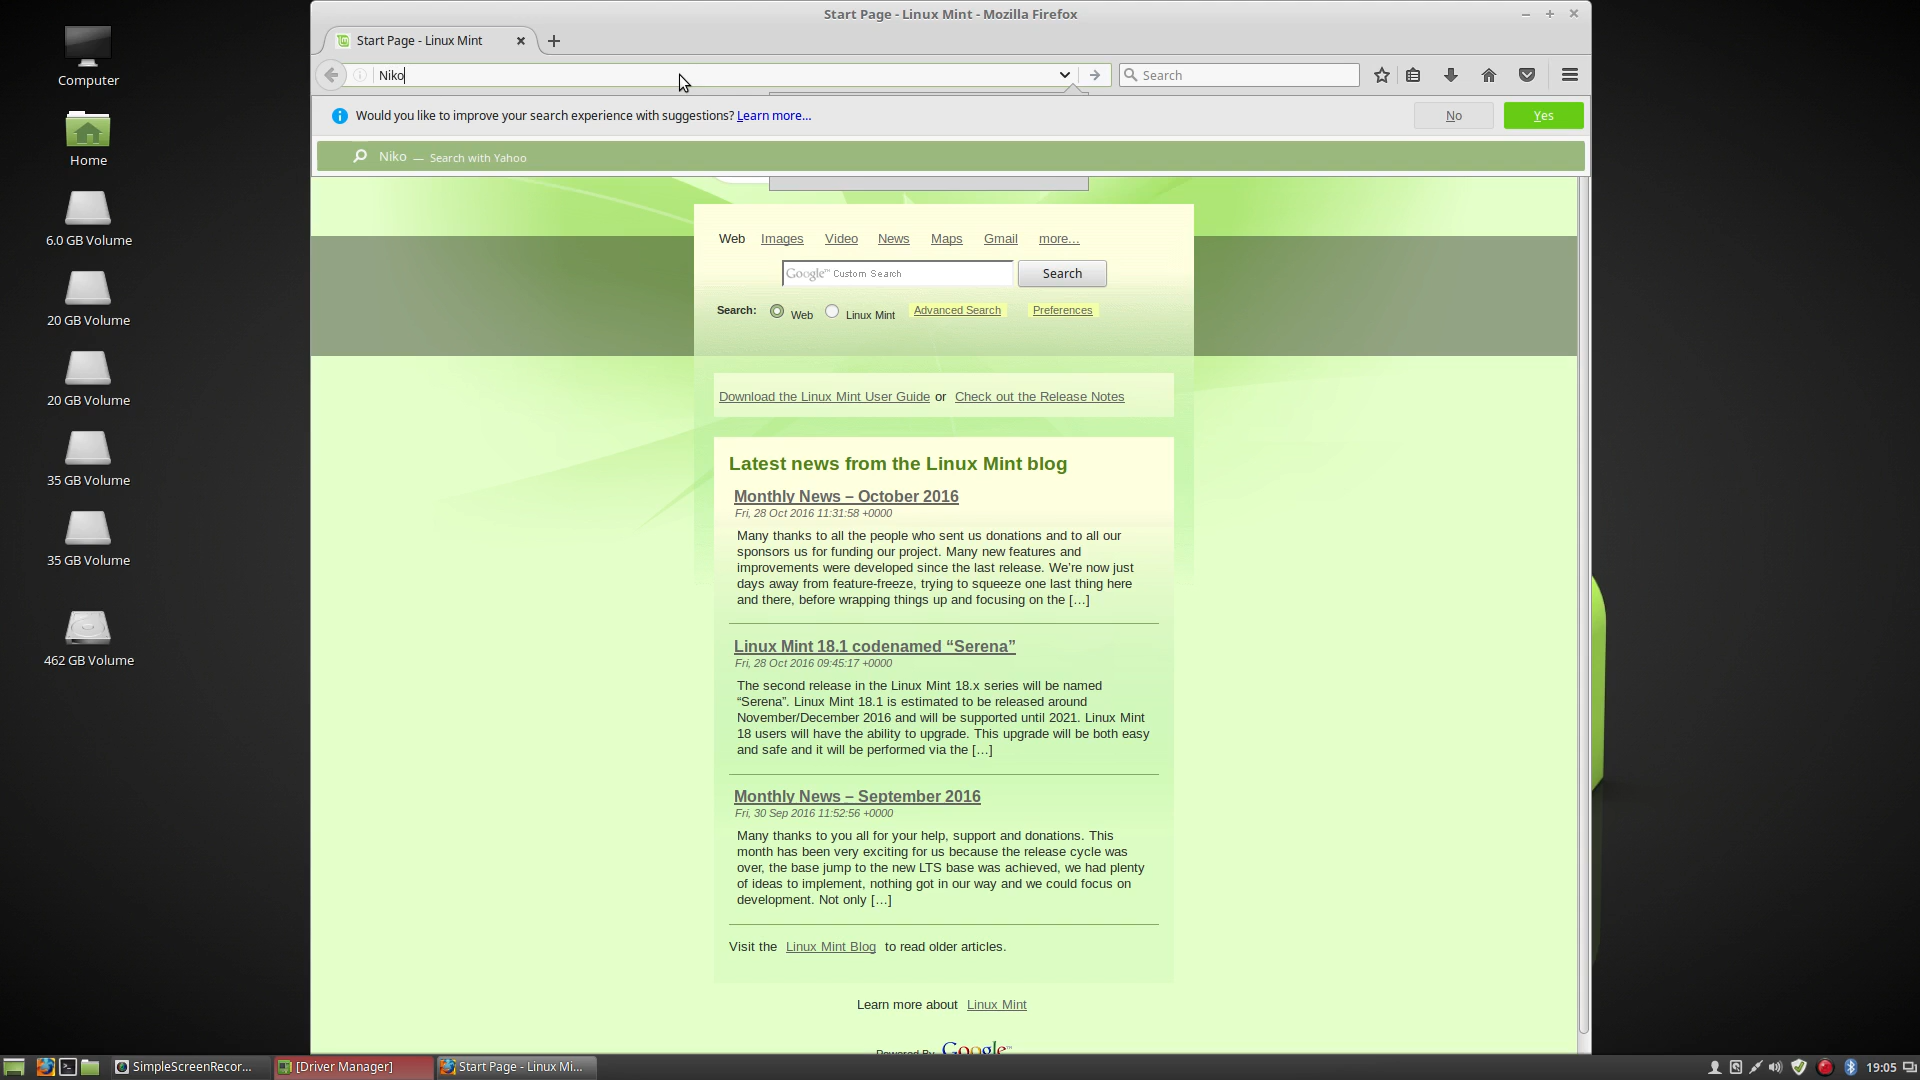 Start Page - Linux Mint - Mozilla Firefox
Start Page - Linux Mint
Niko
Search
Would you like to improve your search experience with suggestions? Learn more...
No
Yes
Niko — Search with Yahoo
Computer
Home
6.0 GB Volume
20 GB Volume
20 GB Volume
35 GB Volume
35 GB Volume
462 GB Volume
Web Images Video News Maps Gmail more...
Google™ Custom Search
Search
Search: Web Linux Mint Advanced Search Preferences
Download the Linux Mint User Guide or Check out the Release Notes
Latest news from the Linux Mint blog
Monthly News – October 2016
Fri, 28 Oct 2016 11:31:58 +0000
Many thanks to all the people who sent us donations and to all our
sponsors us for funding our project. Many new features and
improvements were developed since the last release. We’re now just
days away from feature-freeze, trying to squeeze one last thing here
and there, before wrapping things up and focusing on the […]
Linux Mint 18.1 codenamed “Serena”
Fri, 28 Oct 2016 09:45:17 +0000
The second release in the Linux Mint 18.x series will be named
“Serena”. Linux Mint 18.1 is estimated to be released around
November/December 2016 and will be supported until 2021. Linux Mint
18 users will have the ability to upgrade. This upgrade will be both easy
and safe and it will be performed via the […]
Monthly News – September 2016
Fri, 30 Sep 2016 11:52:56 +0000
Many thanks to you all for your help, support and donations. This
month has been very exciting for us because the release cycle was
over, the base jump to the new LTS base was achieved, we had plenty
of ideas to implement, nothing got in our way and we could focus on
development. Not only […]
Visit the Linux Mint Blog to read older articles.
Learn more about Linux Mint
Powered By Google™
SimpleScreenRecor...
[Driver Manager]
Start Page - Linux Mi...
19:05